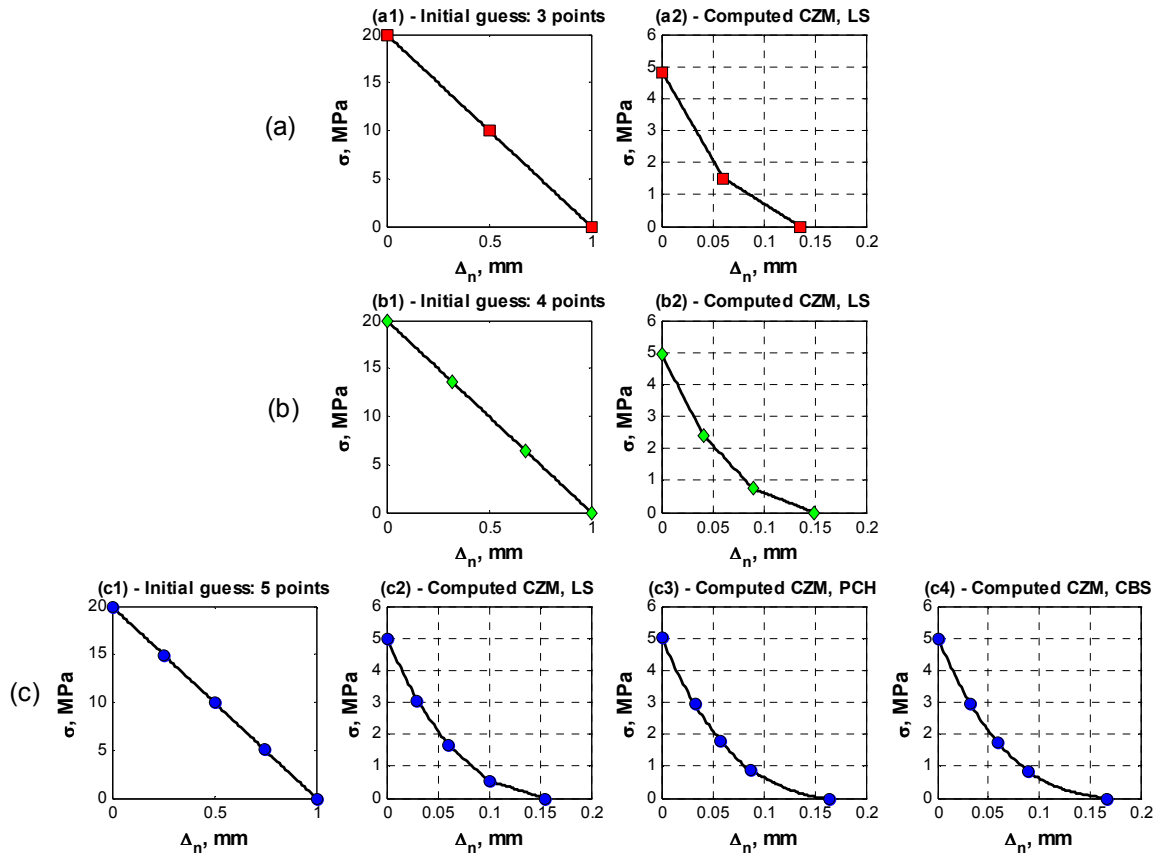 (a)
(a1) - Initial guess: 3 points
20
15
10
5
0
0 0.5 1
σ, MPa
Δn, mm
(a2) - Computed CZM, LS
6
5
4
3
2
1
0
0 0.05 0.1 0.15 0.2
σ, MPa
Δn, mm
(b)
(b1) - Initial guess: 4 points
20
15
10
5
0
0 0.5 1
σ, MPa
Δn, mm
(b2) - Computed CZM, LS
6
5
4
3
2
1
0
0 0.05 0.1 0.15 0.2
σ, MPa
Δn, mm
(c)
(c1) - Initial guess: 5 points
20
15
10
5
0
0 0.5 1
σ, MPa
Δn, mm
(c2) - Computed CZM, LS
6
5
4
3
2
1
0
0 0.05 0.1 0.15 0.2
σ, MPa
Δn, mm
(c3) - Computed CZM, PCH
6
5
4
3
2
1
0
0 0.05 0.1 0.15 0.2
σ, MPa
Δn, mm
(c4) - Computed CZM, CBS
6
5
4
3
2
1
0
0 0.05 0.1 0.15 0.2
σ, MPa
Δn, mm